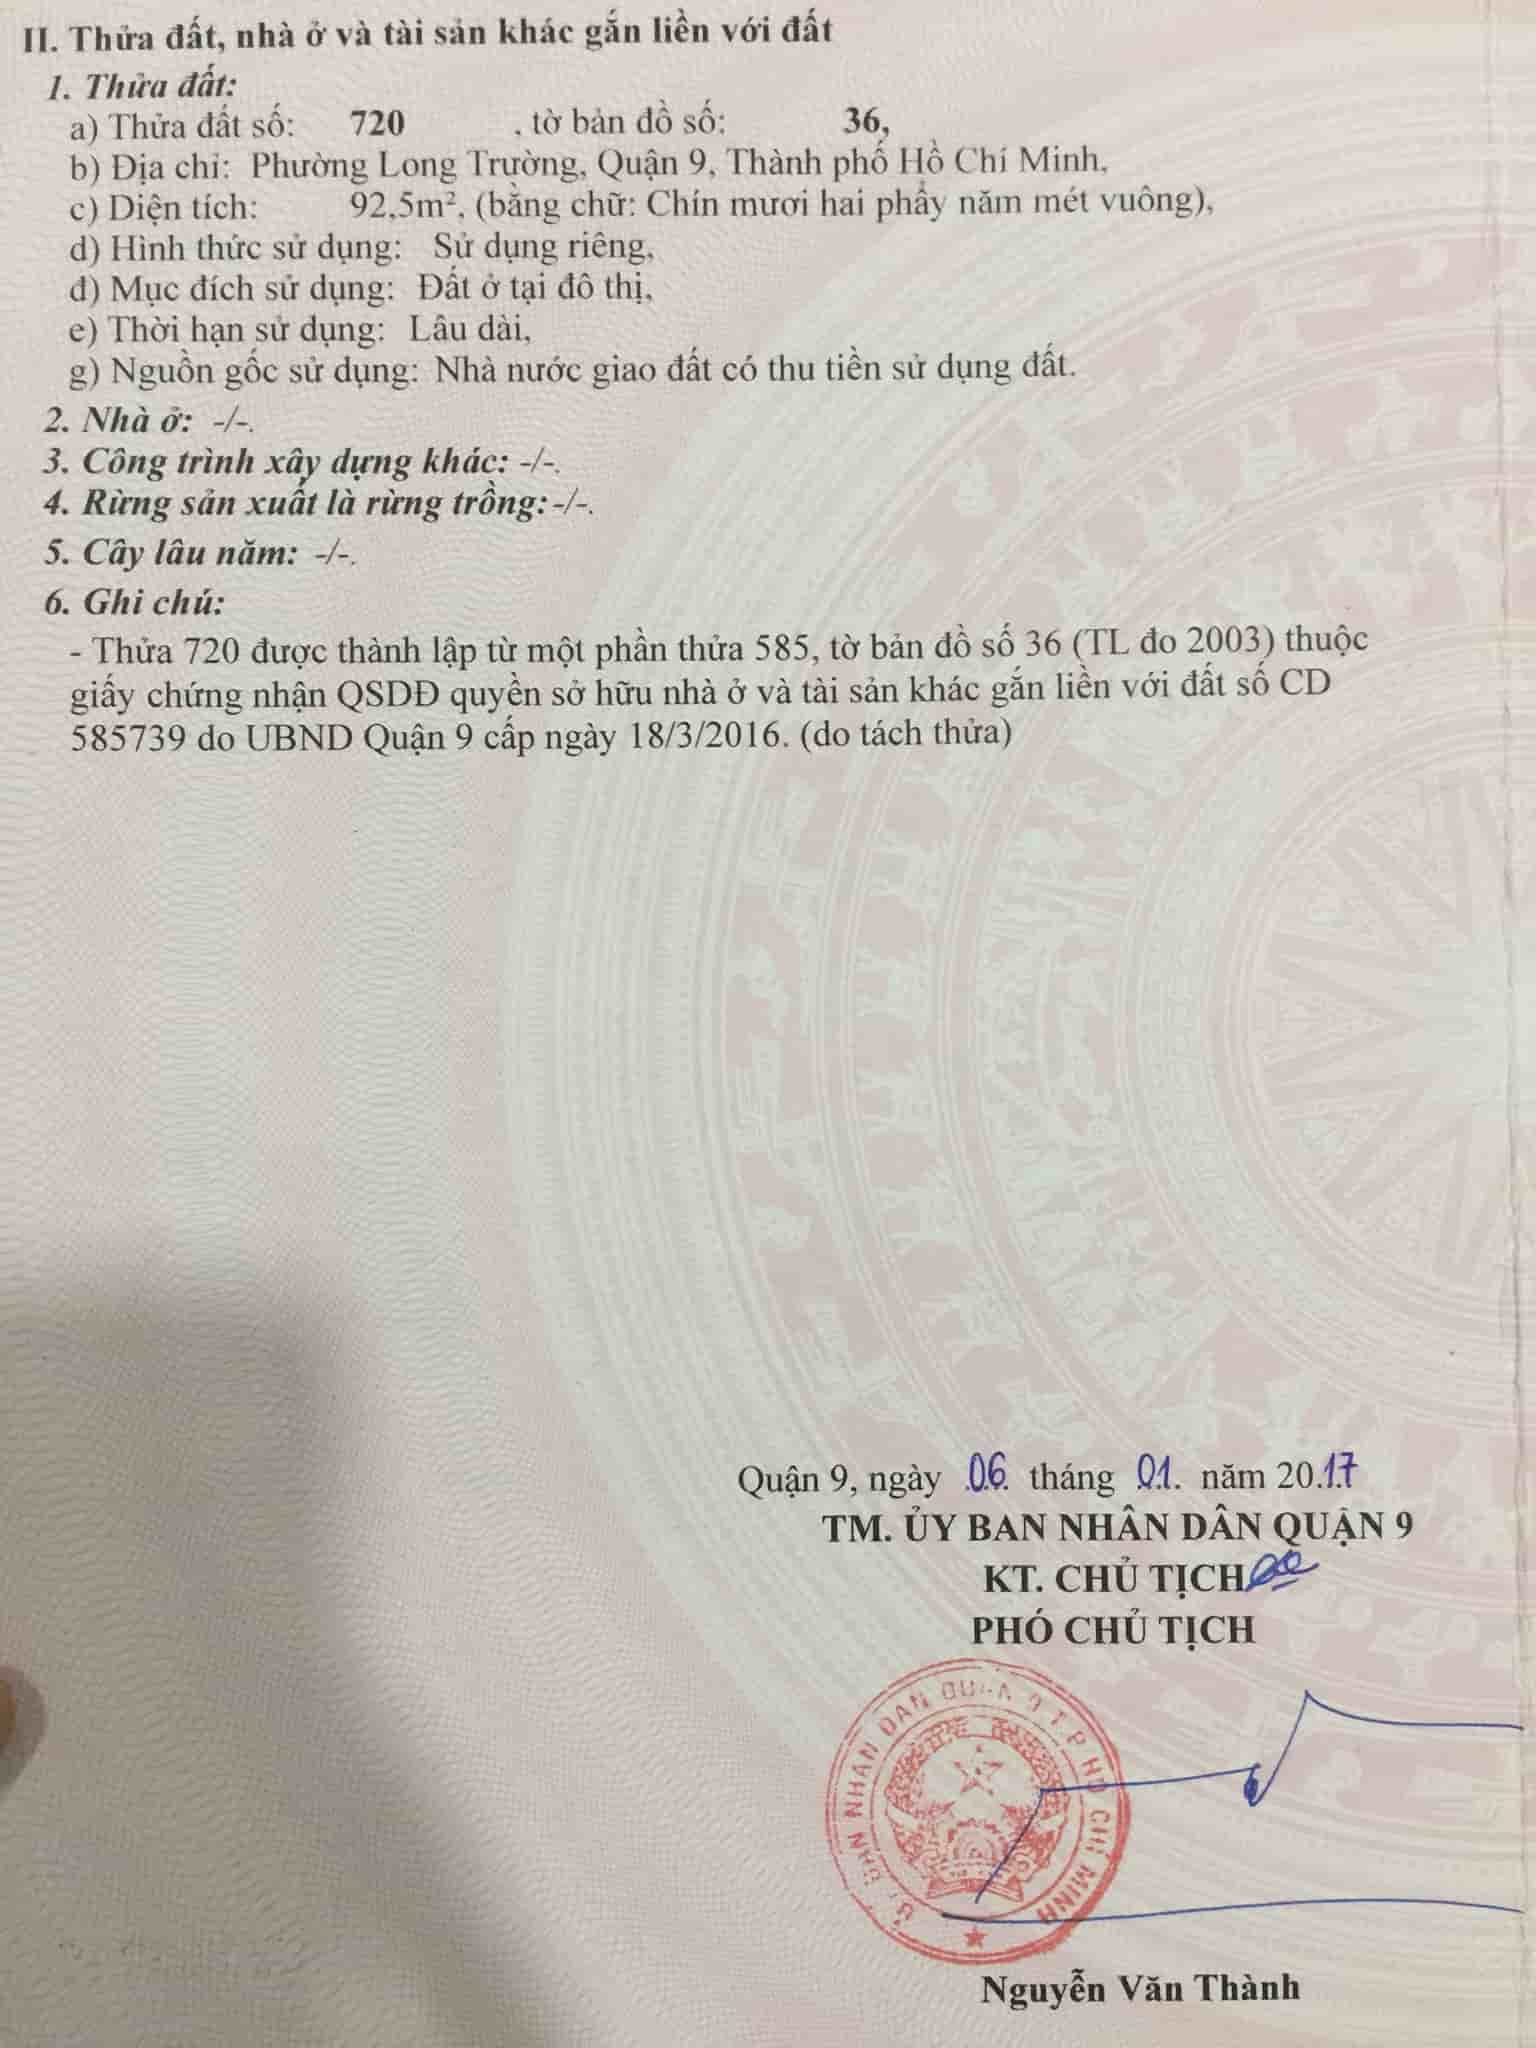 II. Thửa đất, nhà ở và tài sản khác gắn liền với đất
1. Thửa đất:
a) Thửa đất số: 720 , tờ bản đồ số: 36,
b) Địa chỉ: Phường Long Trường, Quận 9, Thành phố Hồ Chí Minh,
c) Diện tích: 92,5m², (bằng chữ: Chín mươi hai phẩy năm mét vuông),
d) Hình thức sử dụng: Sử dụng riêng,
đ) Mục đích sử dụng: Đất ở tại đô thị,
e) Thời hạn sử dụng: Lâu dài,
g) Nguồn gốc sử dụng: Nhà nước giao đất có thu tiền sử dụng đất.
2. Nhà ở: -/-.
3. Công trình xây dựng khác: -/-.
4. Rừng sản xuất là rừng trồng: -/-.
5. Cây lâu năm: -/-.
6. Ghi chú:
- Thửa 720 được thành lập từ một phần thửa 585, tờ bản đồ số 36 (TL đo 2003) thuộc
giấy chứng nhận QSDĐ quyền sở hữu nhà ở và tài sản khác gắn liền với đất số CD
585739 do UBND Quận 9 cấp ngày 18/3/2016. (do tách thửa)
Quận 9, ngày 06 tháng 01 năm 2017
TM. ỦY BAN NHÂN DÂN QUẬN 9
KT. CHỦ TỊCH
PHÓ CHỦ TỊCH
ỦY BAN NHÂN DÂN QUẬN 9 T.P HỒ CHÍ MINH
Nguyễn Văn Thành